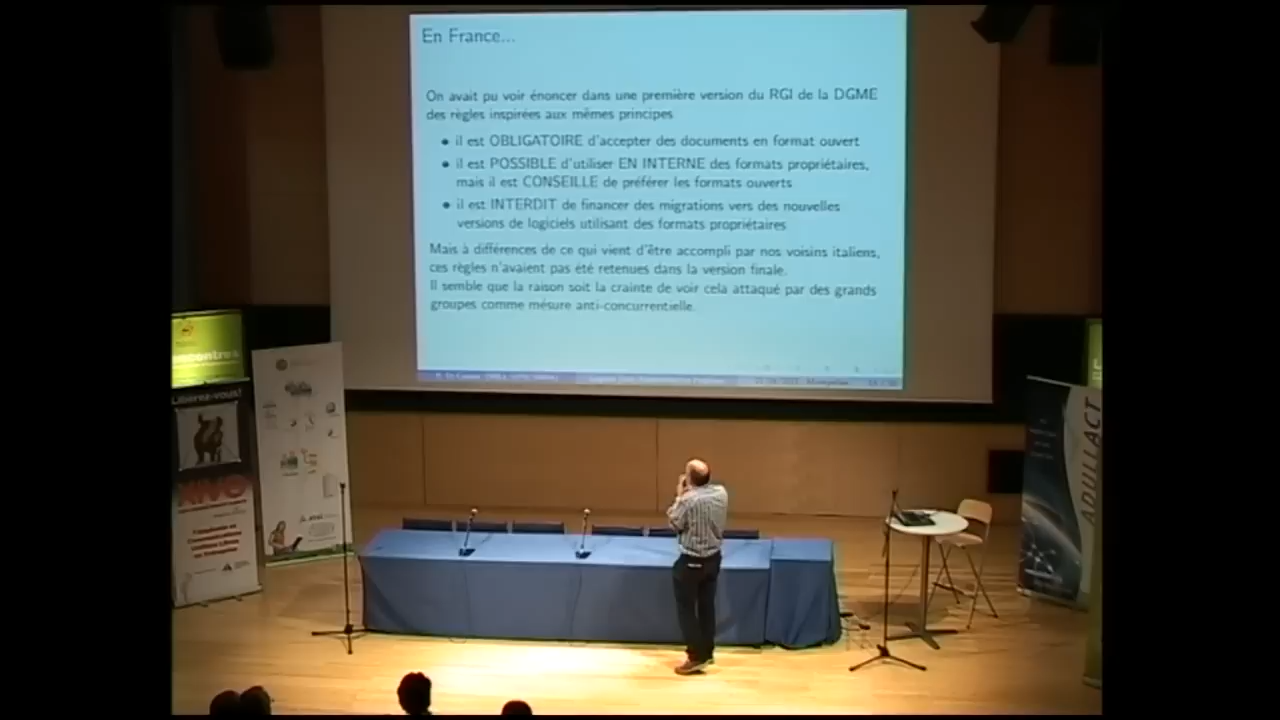 En France...
On avait pu voir énoncer dans une première version du RGI de la DGME
des règles inspirées aux mêmes principes
• il est OBLIGATOIRE d'accepter des documents en format ouvert
• il est POSSIBLE d'utiliser EN INTERNE des formats propriétaires,
mais il est CONSEILLE de préférer les formats ouverts
• il est INTERDIT de financer des migrations vers des nouvelles
versions de logiciels utilisant des formats propriétaires
Mais à différences de ce qui vient d'être accompli par nos voisins italiens,
ces règles n'avaient pas été retenues dans la version finale.
Il semble que la raison soit la crainte de voir cela attaqué par des grands
groupes comme mésure anti-concurrentielle.
encontres
Libérez-vous!
ADULLACT